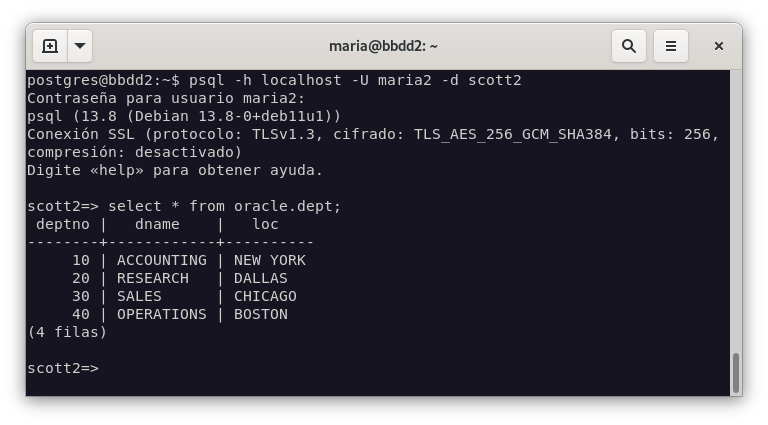 maria@bbdd2: ~
postgres@bbdd2:~$ psql -h localhost -U maria2 -d scott2
Contraseña para usuario maria2:
psql (13.8 (Debian 13.8-0+deb11u1))
Conexión SSL (protocolo: TLSv1.3, cifrado: TLS_AES_256_GCM_SHA384, bits: 256,
compresión: desactivado)
Digite «help» para obtener ayuda.
scott2=> select * from oracle.dept;
 deptno |   dname    |   loc
--------+------------+----------
     10 | ACCOUNTING | NEW YORK
     20 | RESEARCH   | DALLAS
     30 | SALES      | CHICAGO
     40 | OPERATIONS | BOSTON
(4 filas)
scott2=>